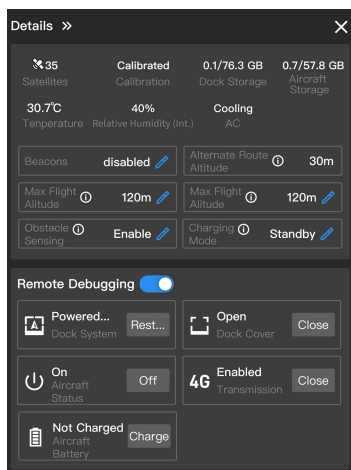 Details »
35
Calibrated
0.1/76.3 GB
0.7/57.8 GB
Satellites
Calibration
Dock Storage
Aircraft
Storage
30.7℃
40%
Cooling
Tenperature
Relative Humidity (Int.)
AC
Beacons
disabled
Alternate Route
Altitude
30m
Max Flight
Alitude
120m
Max Flight
Alitude
120m
Obstacle
Sensing
Enable
Charging
Mode
Standby
Remote Debugging
Powered...
Dock System
Rest...
Open
Dock Cover
Close
On
Aircraft
Status
Off
4G
Enabled
Transmission
Close
Not Charged
Aircraft
Battery
Charge